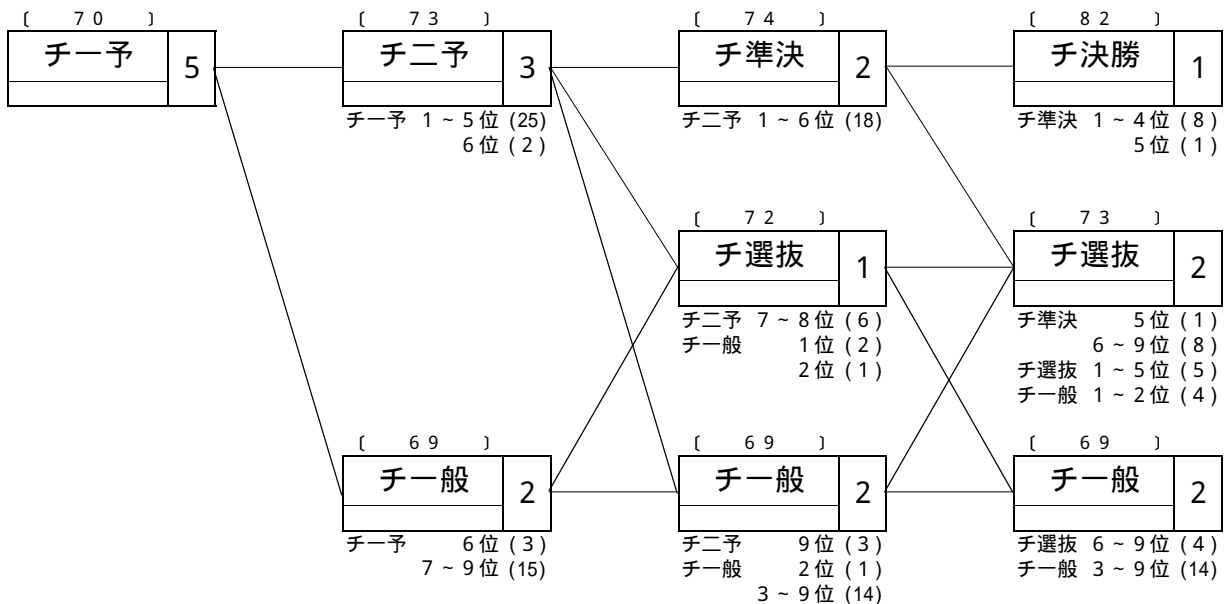 〔 70 〕 〔 73 〕 〔 74 〕 〔 82 〕
チ一予 5 チ二予 3 チ準決 2 チ決勝 1
チ一予 1~5位 (25) チ二予 1~6位 (18) チ準決 1~4位 (8)
6位 (2) 5位 (1)
〔 72 〕 〔 73 〕
チ選抜 1 チ選抜 2
チ二予 7~8位 (6) チ準決 5位 (1)
チ一般 1位 (2) 6~9位 (8)
2位 (1) チ選抜 1~5位 (5)
チ一般 1~2位 (4)
〔 69 〕 〔 69 〕 〔 69 〕
チ一般 2 チ一般 2 チ一般 2
チ一予 6位 (3) チ二予 9位 (3) チ選抜 6~9位 (4)
7~9位 (15) チ一般 2位 (1) チ一般 3~9位 (14)
3~9位 (14)